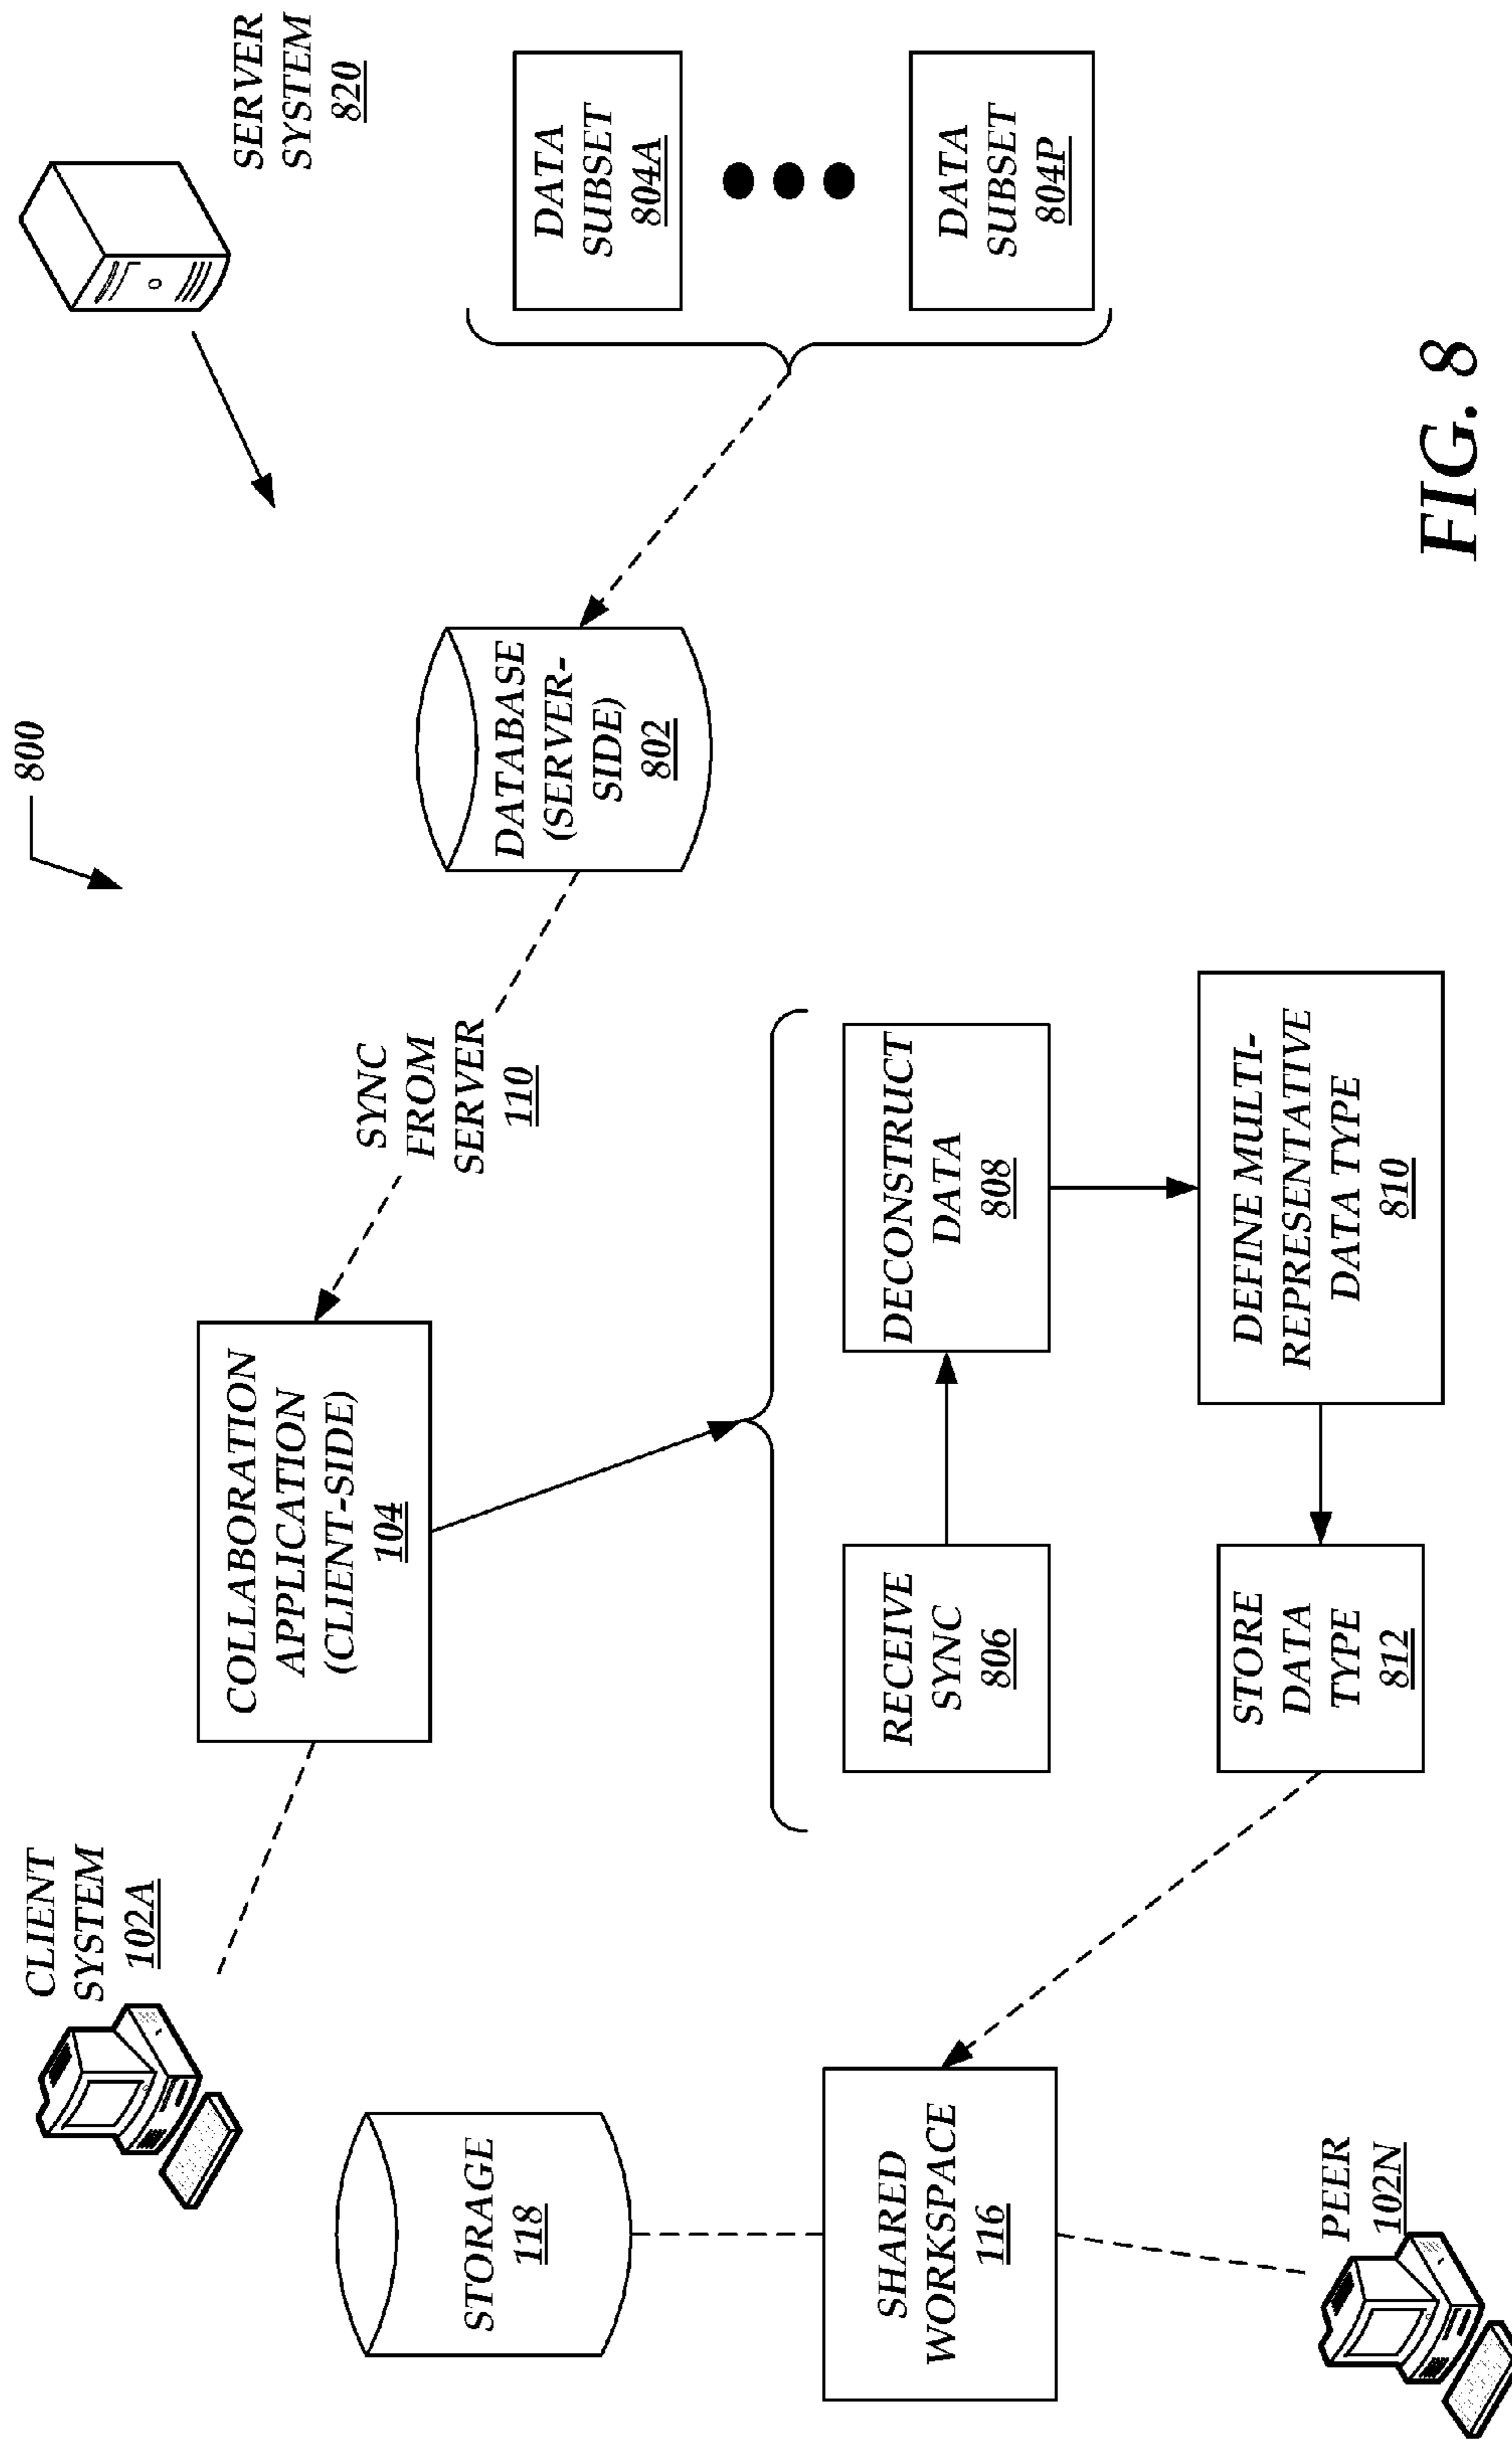 800
CLIENT
SYSTEM
102A
SERVER
SYSTEM
820
COLLABORATION
APPLICATION
(CLIENT-SIDE)
104
SYNC
FROM
SERVER
110
DATABASE
(SERVER-
SIDE)
802
DATA
SUBSET
804A
DATA
SUBSET
804P
STORAGE
118
RECEIVE
SYNC
806
DECONSTRUCT
DATA
808
SHARED
WORKSPACE
116
STORE
DATA
TYPE
812
DEFINE MULTI-
REPRESENTATIVE
DATA TYPE
810
PEER
102N
FIG. 8